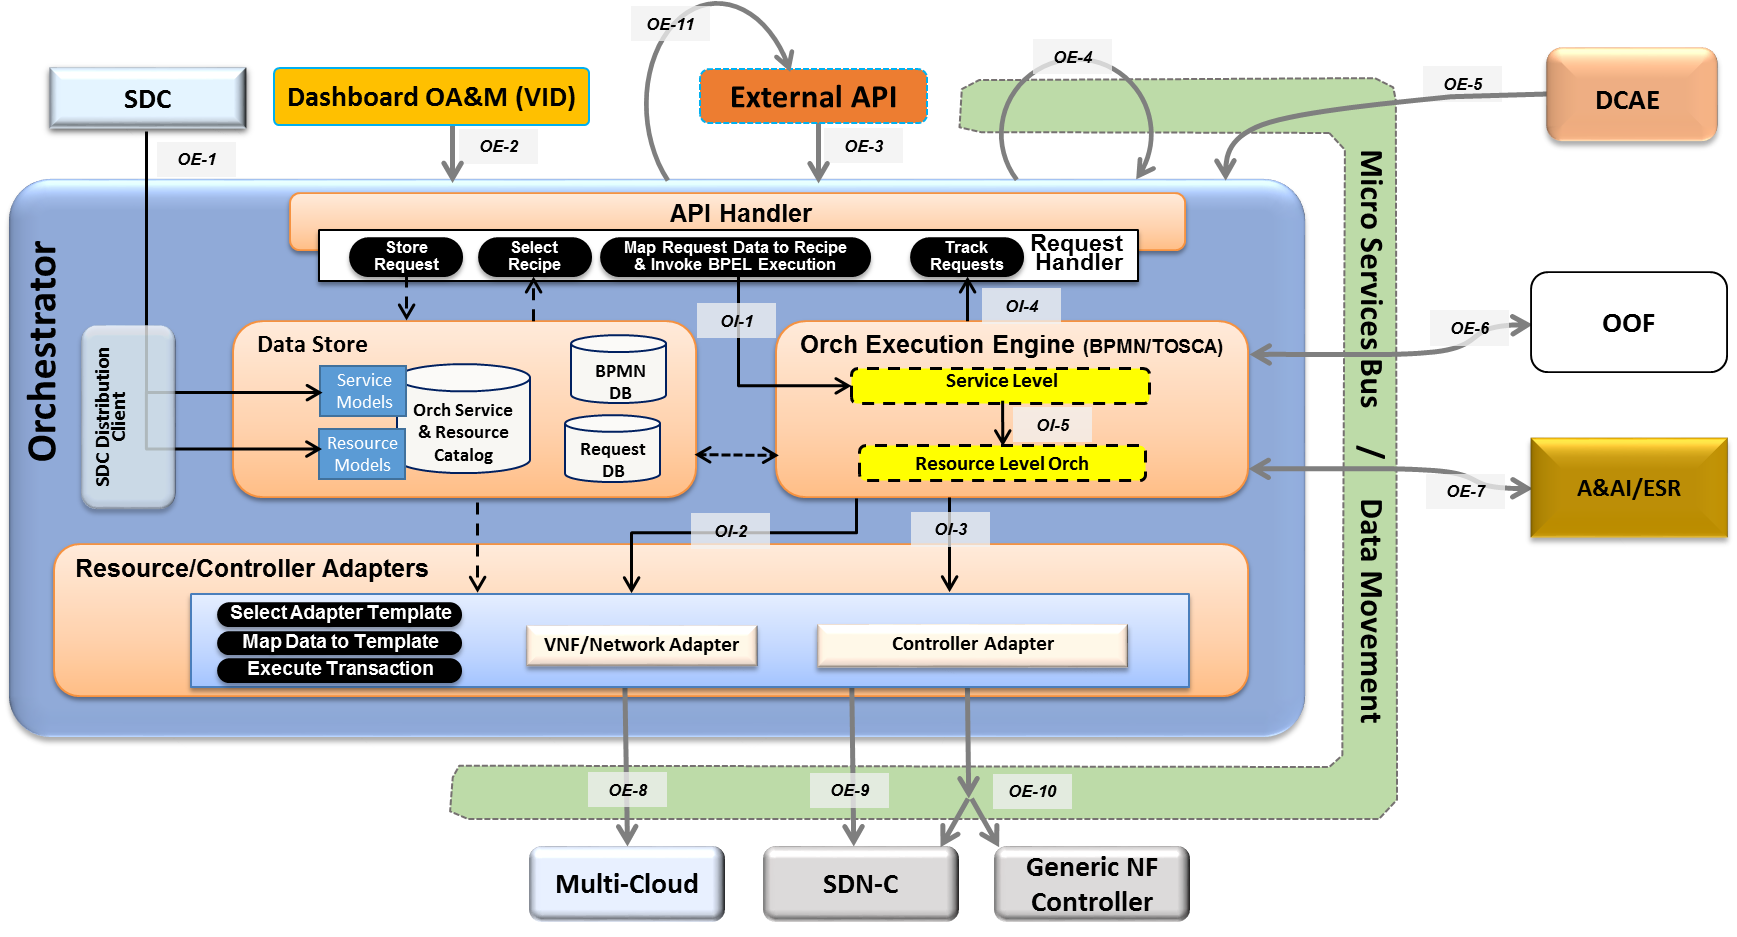 OE-11
OE-4
SDC
Dashboard OA&M (VID)
External API
OE-5
DCAE
OE-1
OE-2
OE-3
Orchestrator
API Handler
Store
Request
Select
Recipe
Map Request Data to Recipe
& Invoke BPEL Execution
Track
Requests
Request
Handler
OI-1
OI-4
Micro Services Bus / Data Movement
OE-6
OOF
SDC Distribution
Client
Data Store
Service
Models
Resource
Models
Orch Service
& Resource
Catalog
BPMN
DB
Request
DB
Orch Execution Engine (BPMN/TOSCA)
Service Level
OI-5
Resource Level Orch
OE-7
A&AI/ESR
OI-2
OI-3
Resource/Controller Adapters
Select Adapter Template
Map Data to Template
Execute Transaction
VNF/Network Adapter
Controller Adapter
OE-8
OE-9
OE-10
Multi-Cloud
SDN-C
Generic NF
Controller